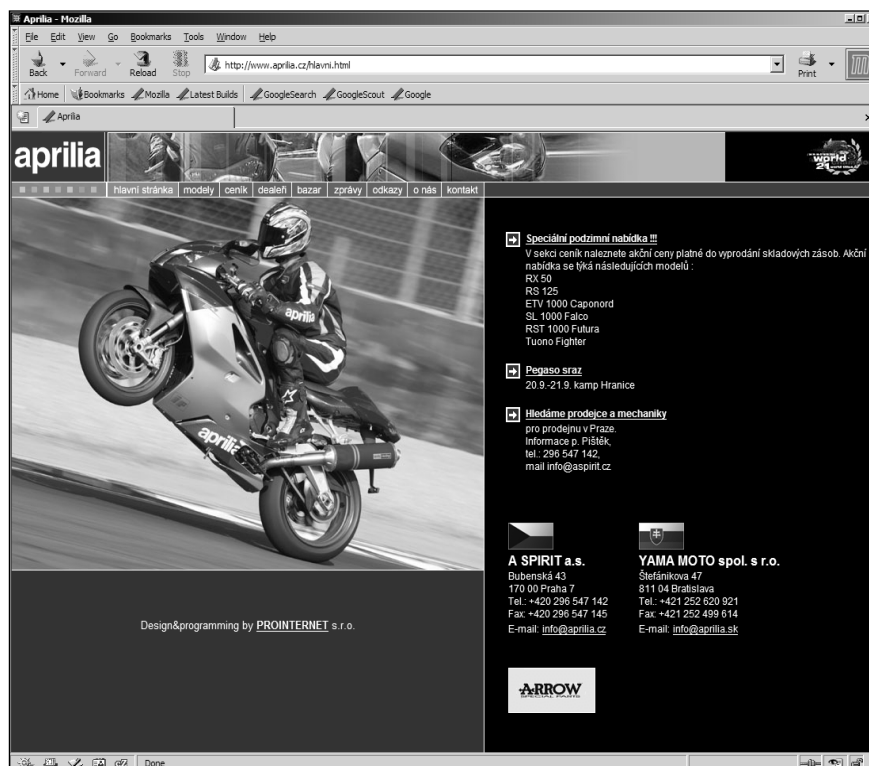 Aprilia - Mozilla
File Edit View Go Bookmarks Tools Window Help
Back Forward Reload Stop http://www.aprilia.cz/hlavni.html Print
Home Bookmarks Mozilla Latest Builds GoogleSearch GoogleScout Google
Aprilia
aprilia
world
21
hlavní stránka modely ceník dealeři bazar zprávy odkazy o nás kontakt
Speciální podzimní nabídka !!!
V sekci ceník naleznete akční ceny platné do vyprodání skladových zásob. Akční
nabídka se týká následujících modelů :
RX 50
RS 125
ETV 1000 Caponord
SL 1000 Falco
RST 1000 Futura
Tuono Fighter
Pegaso sraz
20.9.-21.9. kamp Hranice
Hledáme prodejce a mechaniky
pro prodejnu v Praze.
Informace p. Pištěk,
tel.: 296 547 142,
mail info@aspirit.cz
aprilia
aprilia
A SPIRIT a.s.
Bubenská 43
170 00 Praha 7
Tel.: +420 296 547 142
Fax: +420 296 547 145
E-mail: info@aprilia.cz
YAMA MOTO spol. s r.o.
Štefánikova 47
811 04 Bratislava
Tel.: +421 252 620 921
Fax: +421 252 499 614
E-mail: info@aprilia.sk
Design&programming by PROINTERNET s.r.o.
ARROW
SPECIAL PARTS
Done